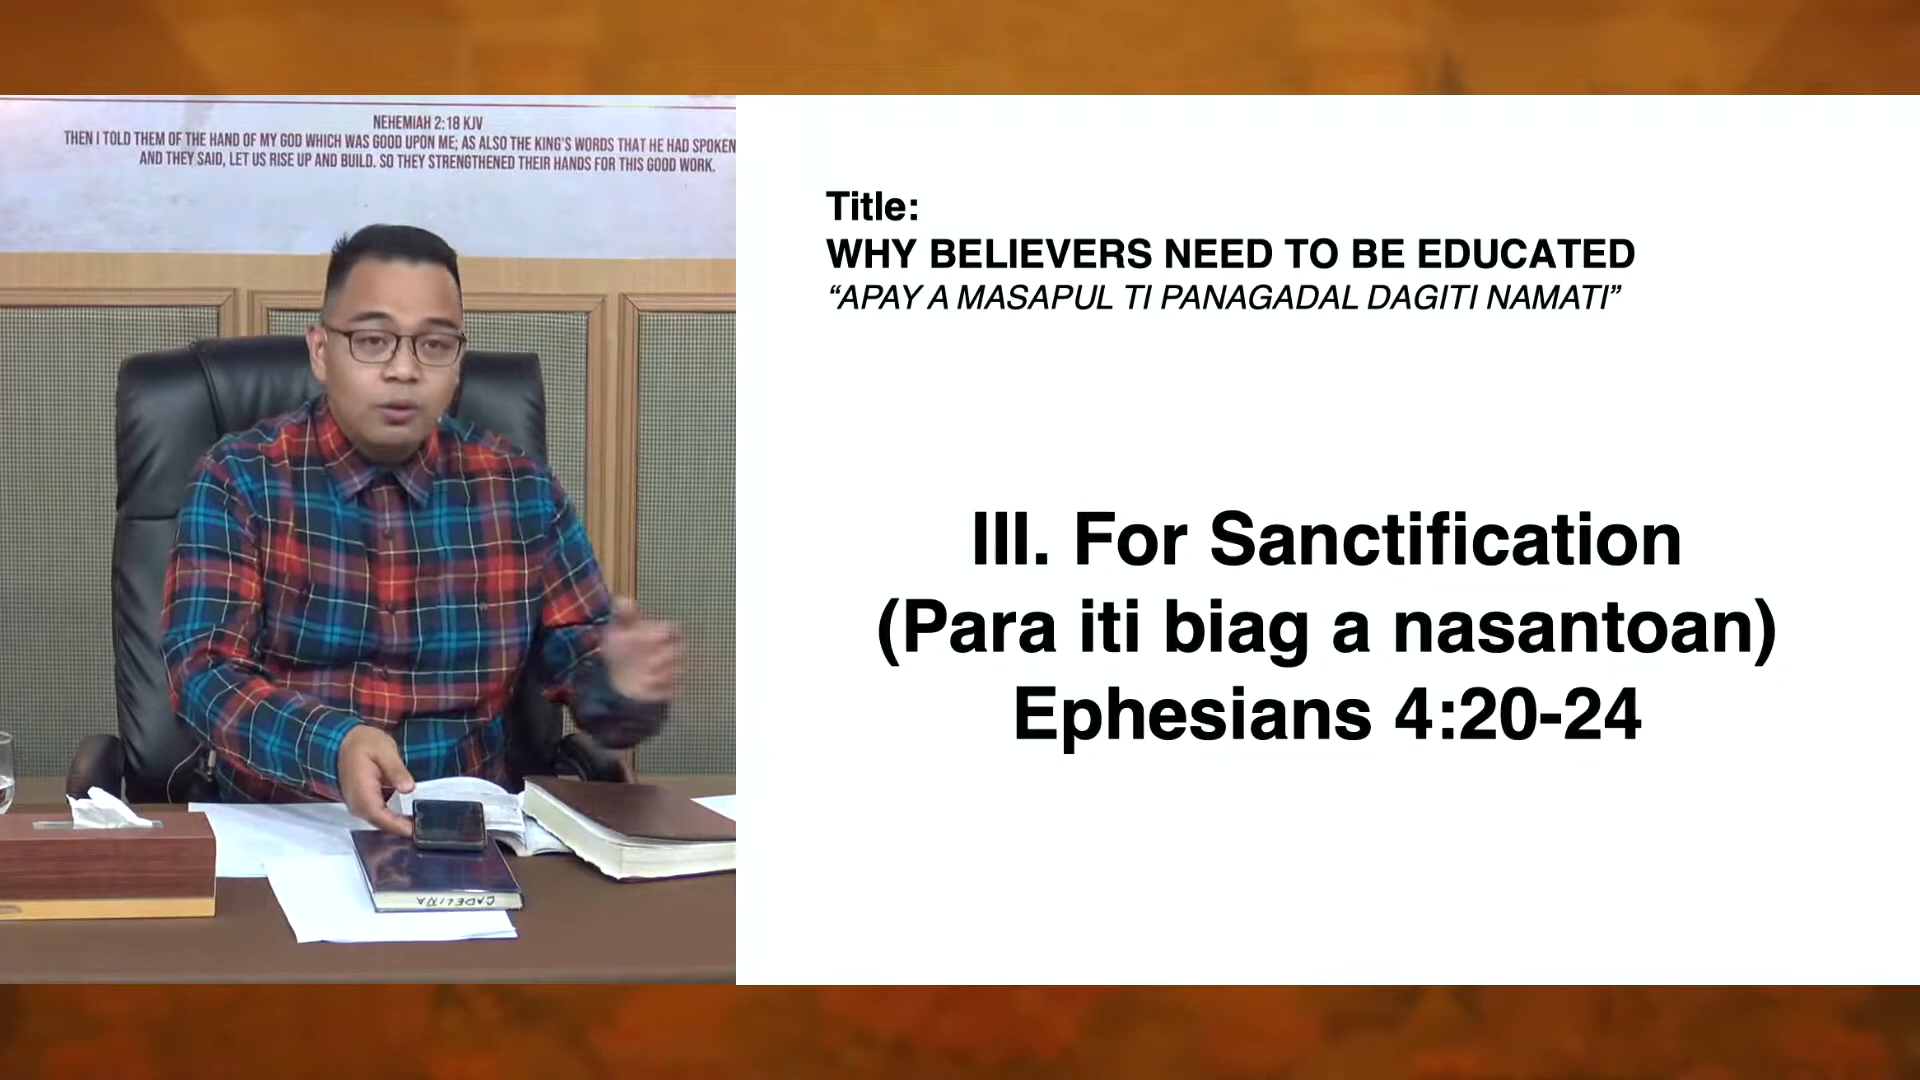 NEHEMIAH 2:18 KJV
THEN I TOLD THEM OF THE HAND OF MY GOD WHICH WAS GOOD UPON ME; AS ALSO THE KING'S WORDS THAT HE HAD SPOKEN
AND THEY SAID, LET US RISE UP AND BUILD. SO THEY STRENGTHENED THEIR HANDS FOR THIS GOOD WORK.
Title:
WHY BELIEVERS NEED TO BE EDUCATED
“APAY A MASAPUL TI PANAGADAL DAGITI NAMATI”
III. For Sanctification
(Para iti biag a nasantoan)
Ephesians 4:20-24
CADELIÑA